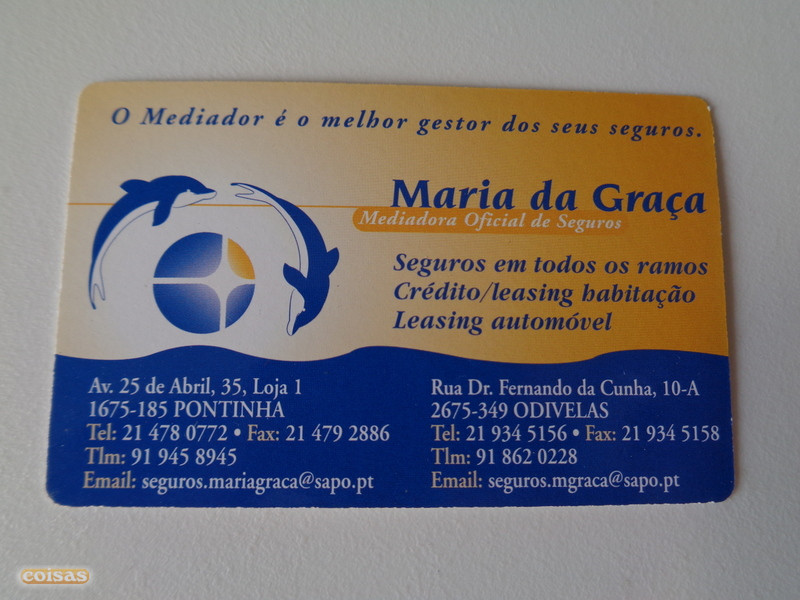 O Mediador é o melhor gestor dos seus seguros.
Maria da Graça
Mediadora Oficial de Seguros
Seguros em todos os ramos
Crédito/leasing habitação
Leasing automóvel
Av. 25 de Abril, 35, Loja 1
1675-185 PONTINHA
Tel: 21 478 0772 • Fax: 21 479 2886
Tlm: 91 945 8945
Email: seguros.mariagraca@sapo.pt
Rua Dr. Fernando da Cunha, 10-A
2675-349 ODIVELAS
Tel: 21 934 5156 • Fax: 21 934 5158
Tlm: 91 862 0228
Email: seguros.mgraca@sapo.pt
coisas